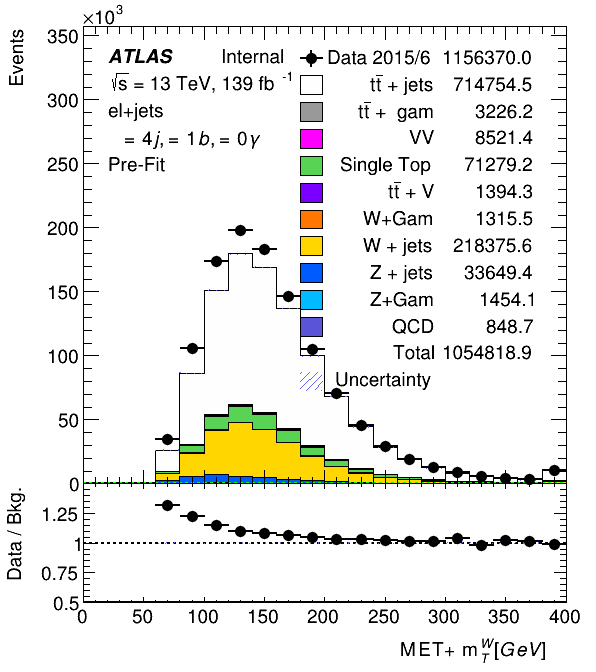 ×10³
Events
350
300
250
200
150
100
50
0
ATLAS Internal
√s = 13 TeV, 139 fb⁻¹
el+jets
= 4j, = 1b, = 0γ
Pre-Fit
Data 2015/6 1156370.0
tt̄ + jets 714754.5
tt̄ + gam 3226.2
VV 8521.4
Single Top 71279.2
tt̄ + V 1394.3
W+Gam 1315.5
W + jets 218375.6
Z + jets 33649.4
Z+Gam 1454.1
QCD 848.7
Total 1054818.9
Uncertainty
Data / Bkg.
1.25
1
0.75
0.5
0 50 100 150 200 250 300 350 400
MET+ m_T^W [GeV]